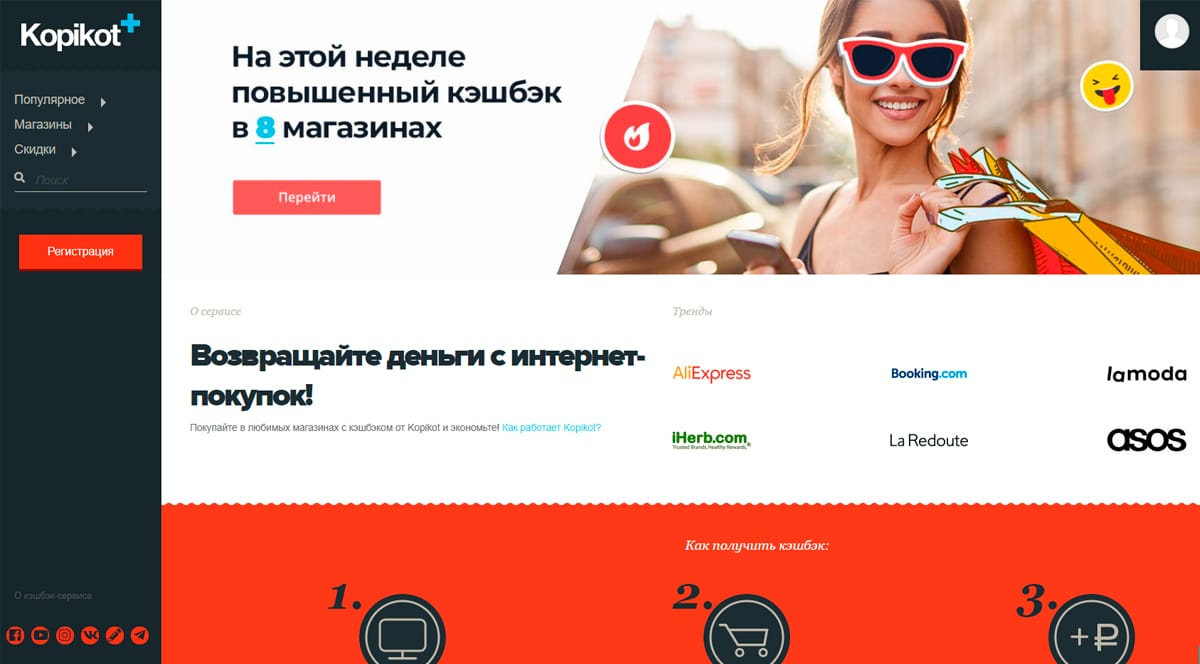 Kopikot+
Популярное
Магазины
Скидки
Поиск
Регистрация
На этой неделе
повышенный кэшбэк
в 8 магазинах
Перейти
О сервисе
Возвращайте деньги с интернет-
покупок!
Покупайте в любимых магазинах с кэшбэком от Kopikot и экономьте! Как работает Kopikot?
Тренды
AliExpress
Booking.com
lamoda
iHerb.com
Trusted Brands. Healthy Rewards.
La Redoute
asos
Как получить кэшбэк:
1.
2.
3.
+₽
О кэшбэк-сервисе